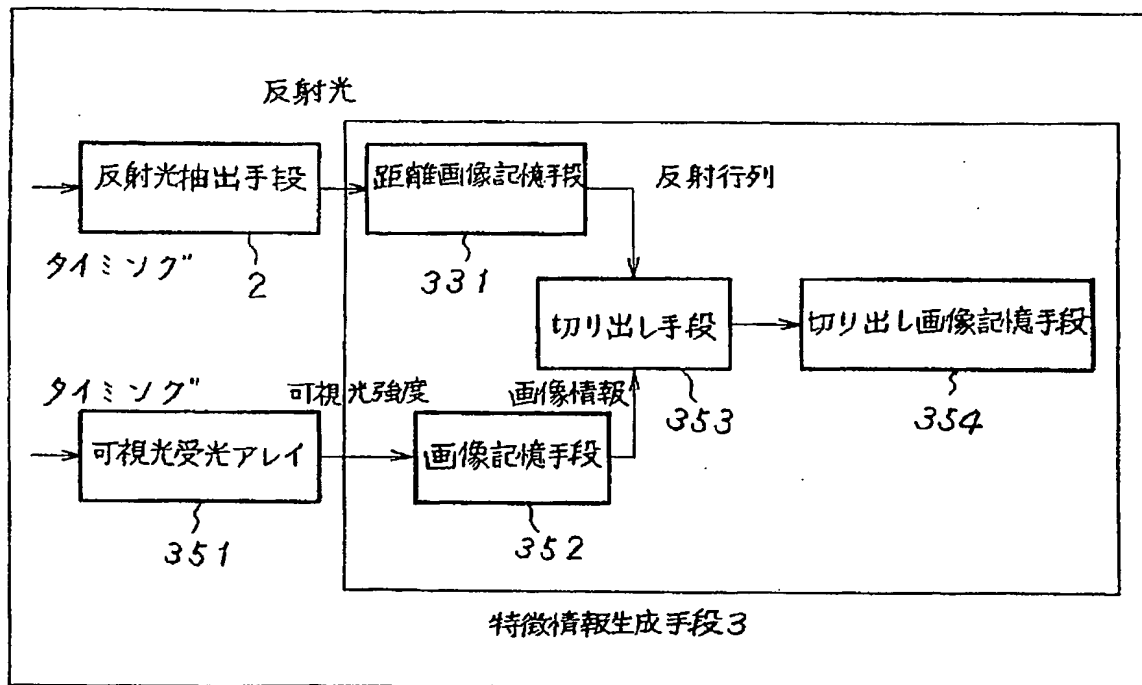 反射光
反射光抽出手段
距離画像記憶手段
反射行列
タイミング
2
331
切り出し手段
切り出し画像記憶手段
タイミング
可視光強度
画像情報
353
354
可視光受光アレイ
画像記憶手段
351
352
特徴情報生成手段3